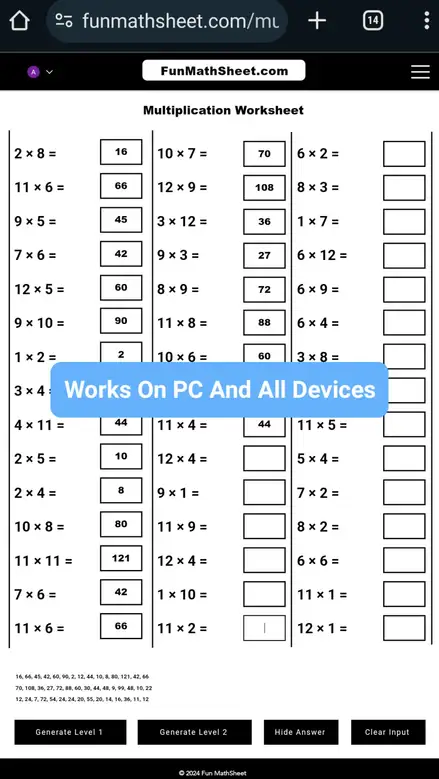 funmathsheet.com/mu
14
A
FunMathSheet.com
Multiplication Worksheet
2 × 8 = 16 10 × 7 = 70 6 × 2 =
11 × 6 = 66 12 × 9 = 108 8 × 3 =
9 × 5 = 45 3 × 12 = 36 1 × 7 =
7 × 6 = 42 9 × 3 = 27 6 × 12 =
12 × 5 = 60 8 × 9 = 72 6 × 9 =
9 × 10 = 90 11 × 8 = 88 6 × 4 =
1 × 2 = 2 10 × 6 = 60 3 × 8 =
3 × 4
Works On PC And All Devices
4 × 11 = 44 11 × 4 = 44 11 × 5 =
2 × 5 = 10 12 × 4 = 5 × 4 =
2 × 4 = 8 9 × 1 = 7 × 2 =
10 × 8 = 80 11 × 9 = 8 × 2 =
11 × 11 = 121 12 × 4 = 6 × 6 =
7 × 6 = 42 1 × 10 = 11 × 1 =
11 × 6 = 66 11 × 2 = 12 × 1 =
16, 66, 45, 42, 60, 90, 2, 12, 44, 10, 8, 80, 121, 42, 66
70, 108, 36, 27, 72, 88, 60, 30, 44, 48, 9, 99, 48, 10, 22
12, 24, 7, 72, 54, 24, 24, 20, 55, 20, 14, 16, 36, 11, 12
Generate Level 1 Generate Level 2 Hide Answer Clear Input
© 2024 Fun MathSheet